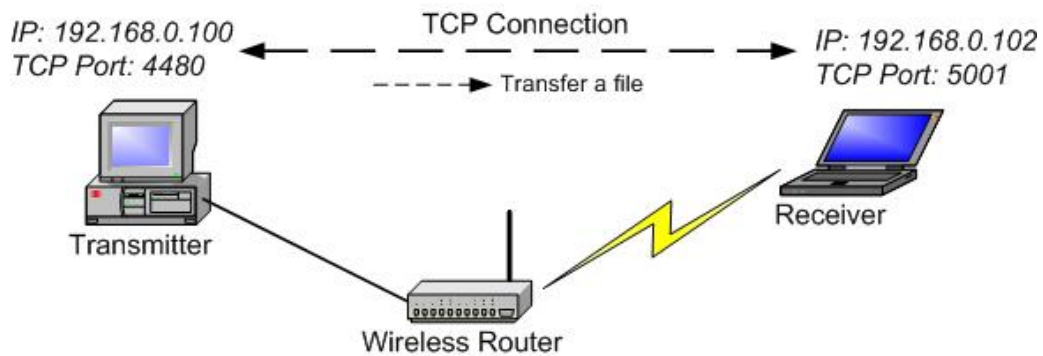 TCP Connection
IP: 192.168.0.100
TCP Port: 4480
IP: 192.168.0.102
TCP Port: 5001
Transfer a file
Transmitter
Receiver
Wireless Router